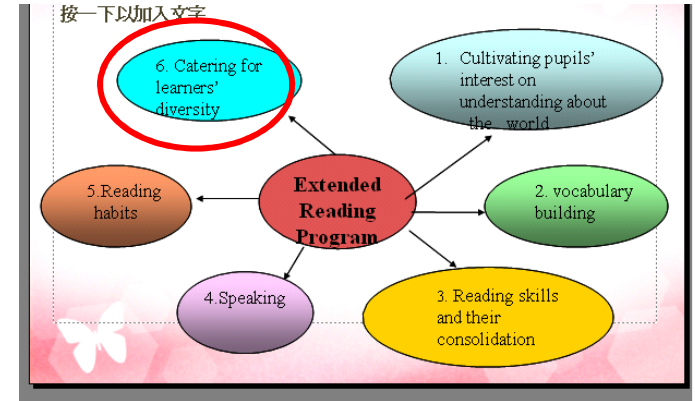 按一下以加入文字
6. Catering for
learners'
diversity
1. Cultivating pupils'
interest on
understanding about
the world
Extended
Reading
Program
5.Reading
habits
2. vocabulary
building
4.Speaking
3. Reading skills
and their
consolidation